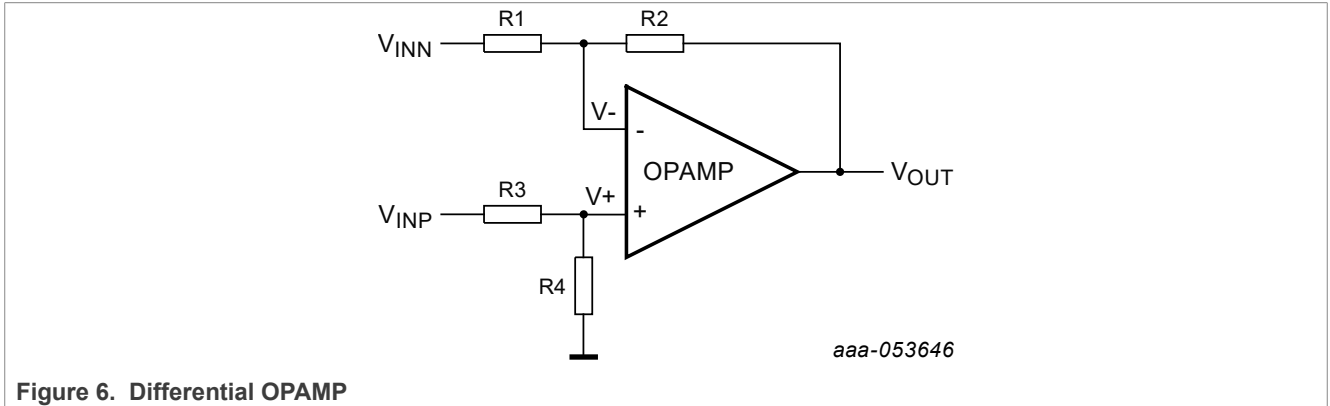 R1
R2
VINN
V-
-
OPAMP
VOUT
R3
V+
VINP
+
R4
aaa-053646
Figure 6. Differential OPAMP